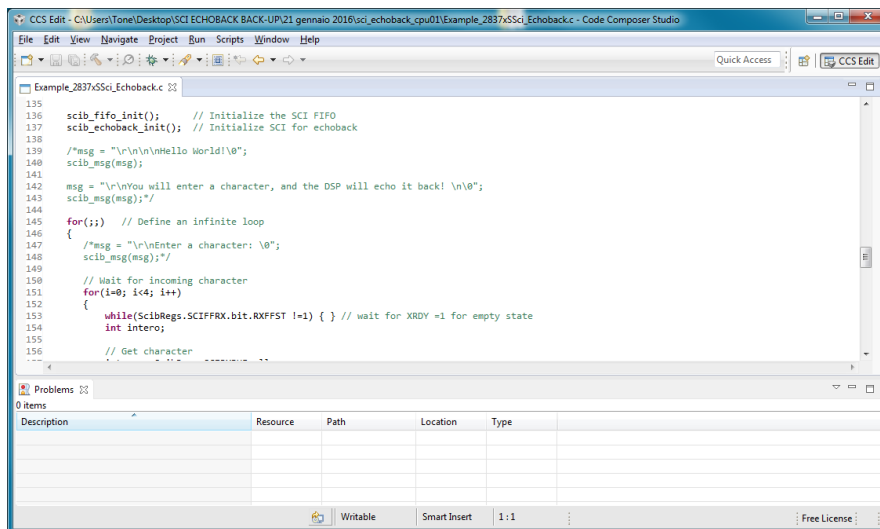 CCS Edit - C:\Users\Tone\Desktop\SCI ECHOBACK BACK-UP\21 gennaio 2016\sci_echoback_cpu01\Example_2837xSSci_Echoback.c - Code Composer Studio
File Edit View Navigate Project Run Scripts Window Help
Quick Access CCS Edit
Example_2837xSSci_Echoback.c
135
136 scib_fifo_init(); // Initialize the SCI FIFO
137 scib_echoback_init(); // Initialize SCI for echoback
138
139 /*msg = "\r\n\n\nHello World!\0";
140 scib_msg(msg);
141
142 msg = "\r\nYou will enter a character, and the DSP will echo it back! \n\0";
143 scib_msg(msg);*/
144
145 for(;;) // Define an infinite loop
146 {
147 /*msg = "\r\nEnter a character: \0";
148 scib_msg(msg);*/
149
150 // Wait for incoming character
151 for(i=0; i<4; i++)
152 {
153 while(ScibRegs.SCIFFRX.bit.RXFFST !=1) { } // wait for XRDY =1 for empty state
154 int intero;
155
156 // Get character
Problems
0 items
Description Resource Path Location Type
Writable Smart Insert 1 : 1 Free License